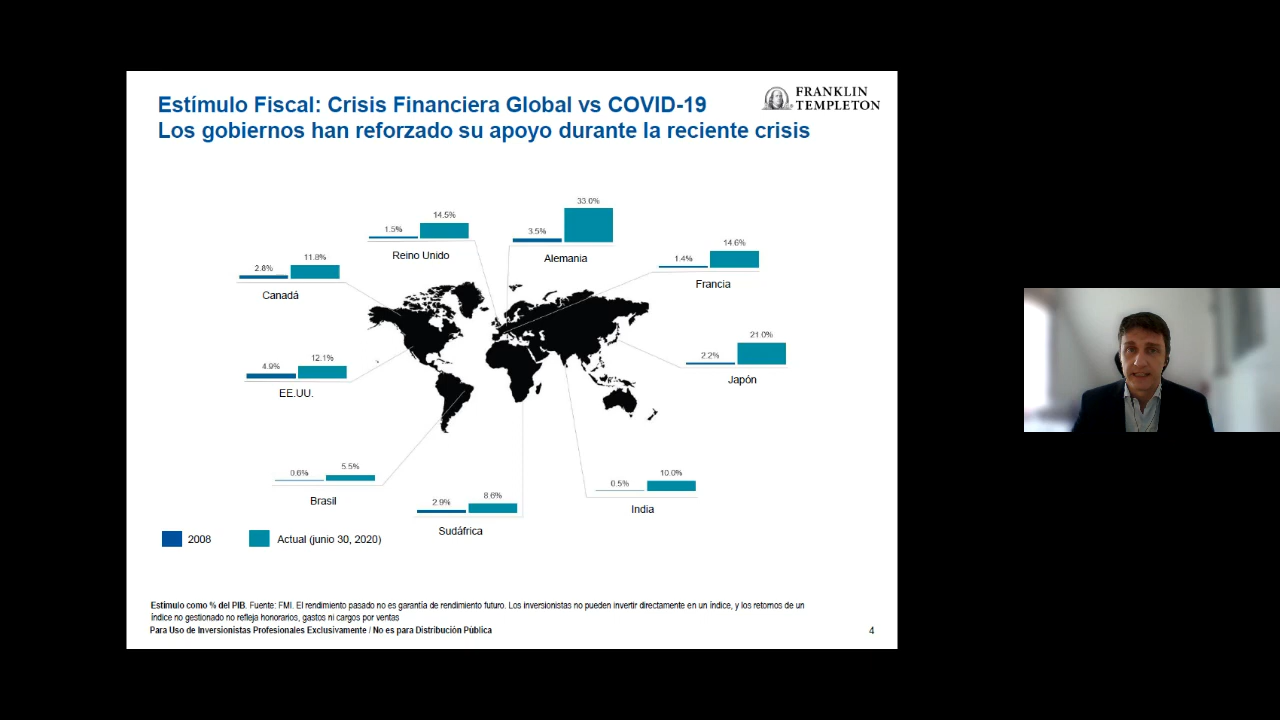 Estímulo Fiscal: Crisis Financiera Global vs COVID-19
Los gobiernos han reforzado su apoyo durante la reciente crisis
FRANKLIN
TEMPLETON
33.0%
3.5%
Alemania
14.5%
1.5%
Reino Unido
14.6%
1.4%
Francia
11.8%
2.8%
Canadá
21.0%
2.2%
Japón
12.1%
4.9%
EE.UU.
5.5%
0.6%
Brasil
8.6%
2.9%
Sudáfrica
10.0%
0.5%
India
2008
Actual (junio 30, 2020)
Estímulo como % del PIB. Fuente: FMI. El rendimiento pasado no es garantía de rendimiento futuro. Los inversionistas no pueden invertir directamente en un índice, y los retornos de un
índice no gestionado no refleja honorarios, gastos ni cargos por ventas
Para Uso de Inversionistas Profesionales Exclusivamente / No es para Distribución Pública
4